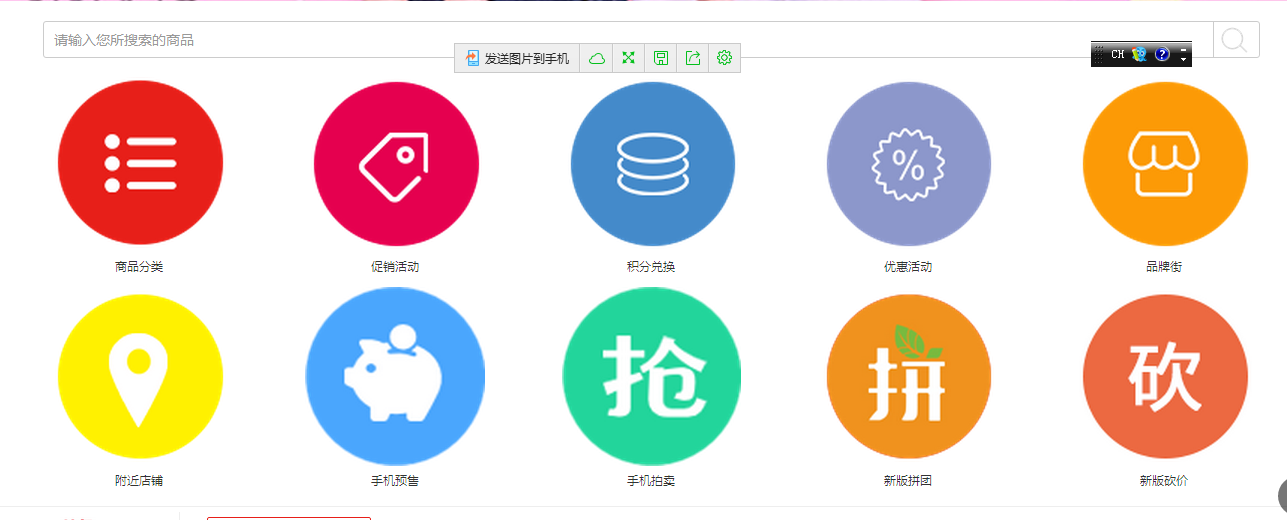 请输入您所搜索的商品
发送图片到手机
CH
?
%
商品分类
促销活动
积分兑换
优惠活动
品牌街
抢
拼
砍
附近店铺
手机预售
手机拍卖
新版拼团
新版砍价